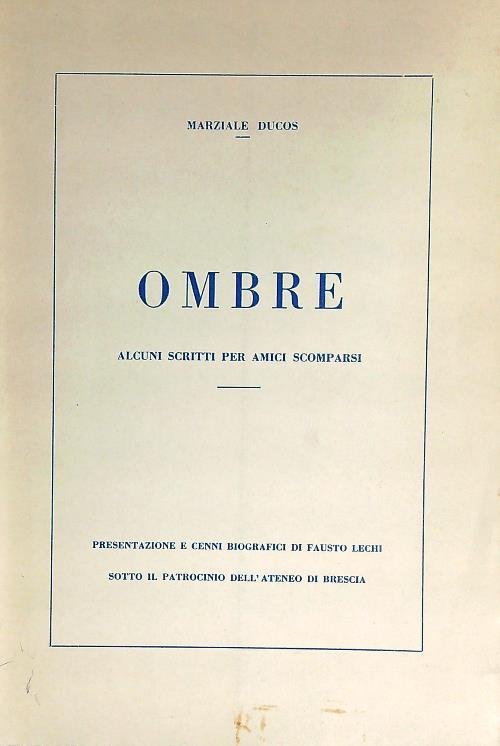 MARZIALE DUCOS
OMBRE
ALCUNI SCRITTI PER AMICI SCOMPARSI
PRESENTAZIONE E CENNI BIOGRAFICI DI FAUSTO LECHI
SOTTO IL PATROCINIO DELL'ATENEO DI BRESCIA